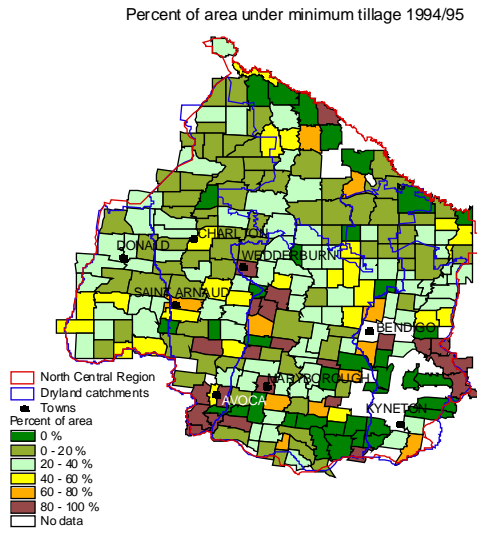 Percent of area under minimum tillage 1994/95
CHARLTON
DONALD
WEDDERBURN
SAINT ARNAUD
BENDIGO
MARYBOROUGH
AVOCA
KYNETON
North Central Region
Dryland catchments
Towns
Percent of area
0 %
0 - 20 %
20 - 40 %
40 - 60 %
60 - 80 %
80 - 100 %
No data